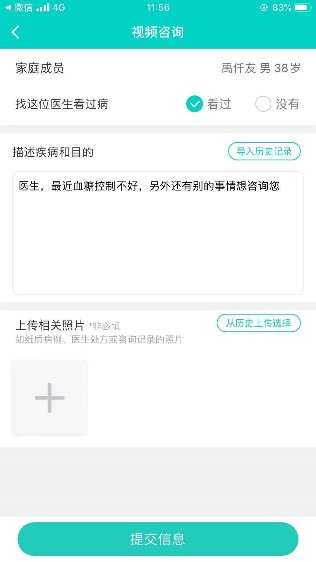 微信 4G 11:56 83%
视频咨询
家庭成员 禹仟友 男 38岁
找这位医生看过病 看过 没有
描述疾病和目的 导入历史记录
医生，最近血糖控制不好，另外还有别的事情想咨询您
上传相关照片 *非必填 从历史上传选择
如纸质病例、医生处方或咨询记录的照片
提交信息